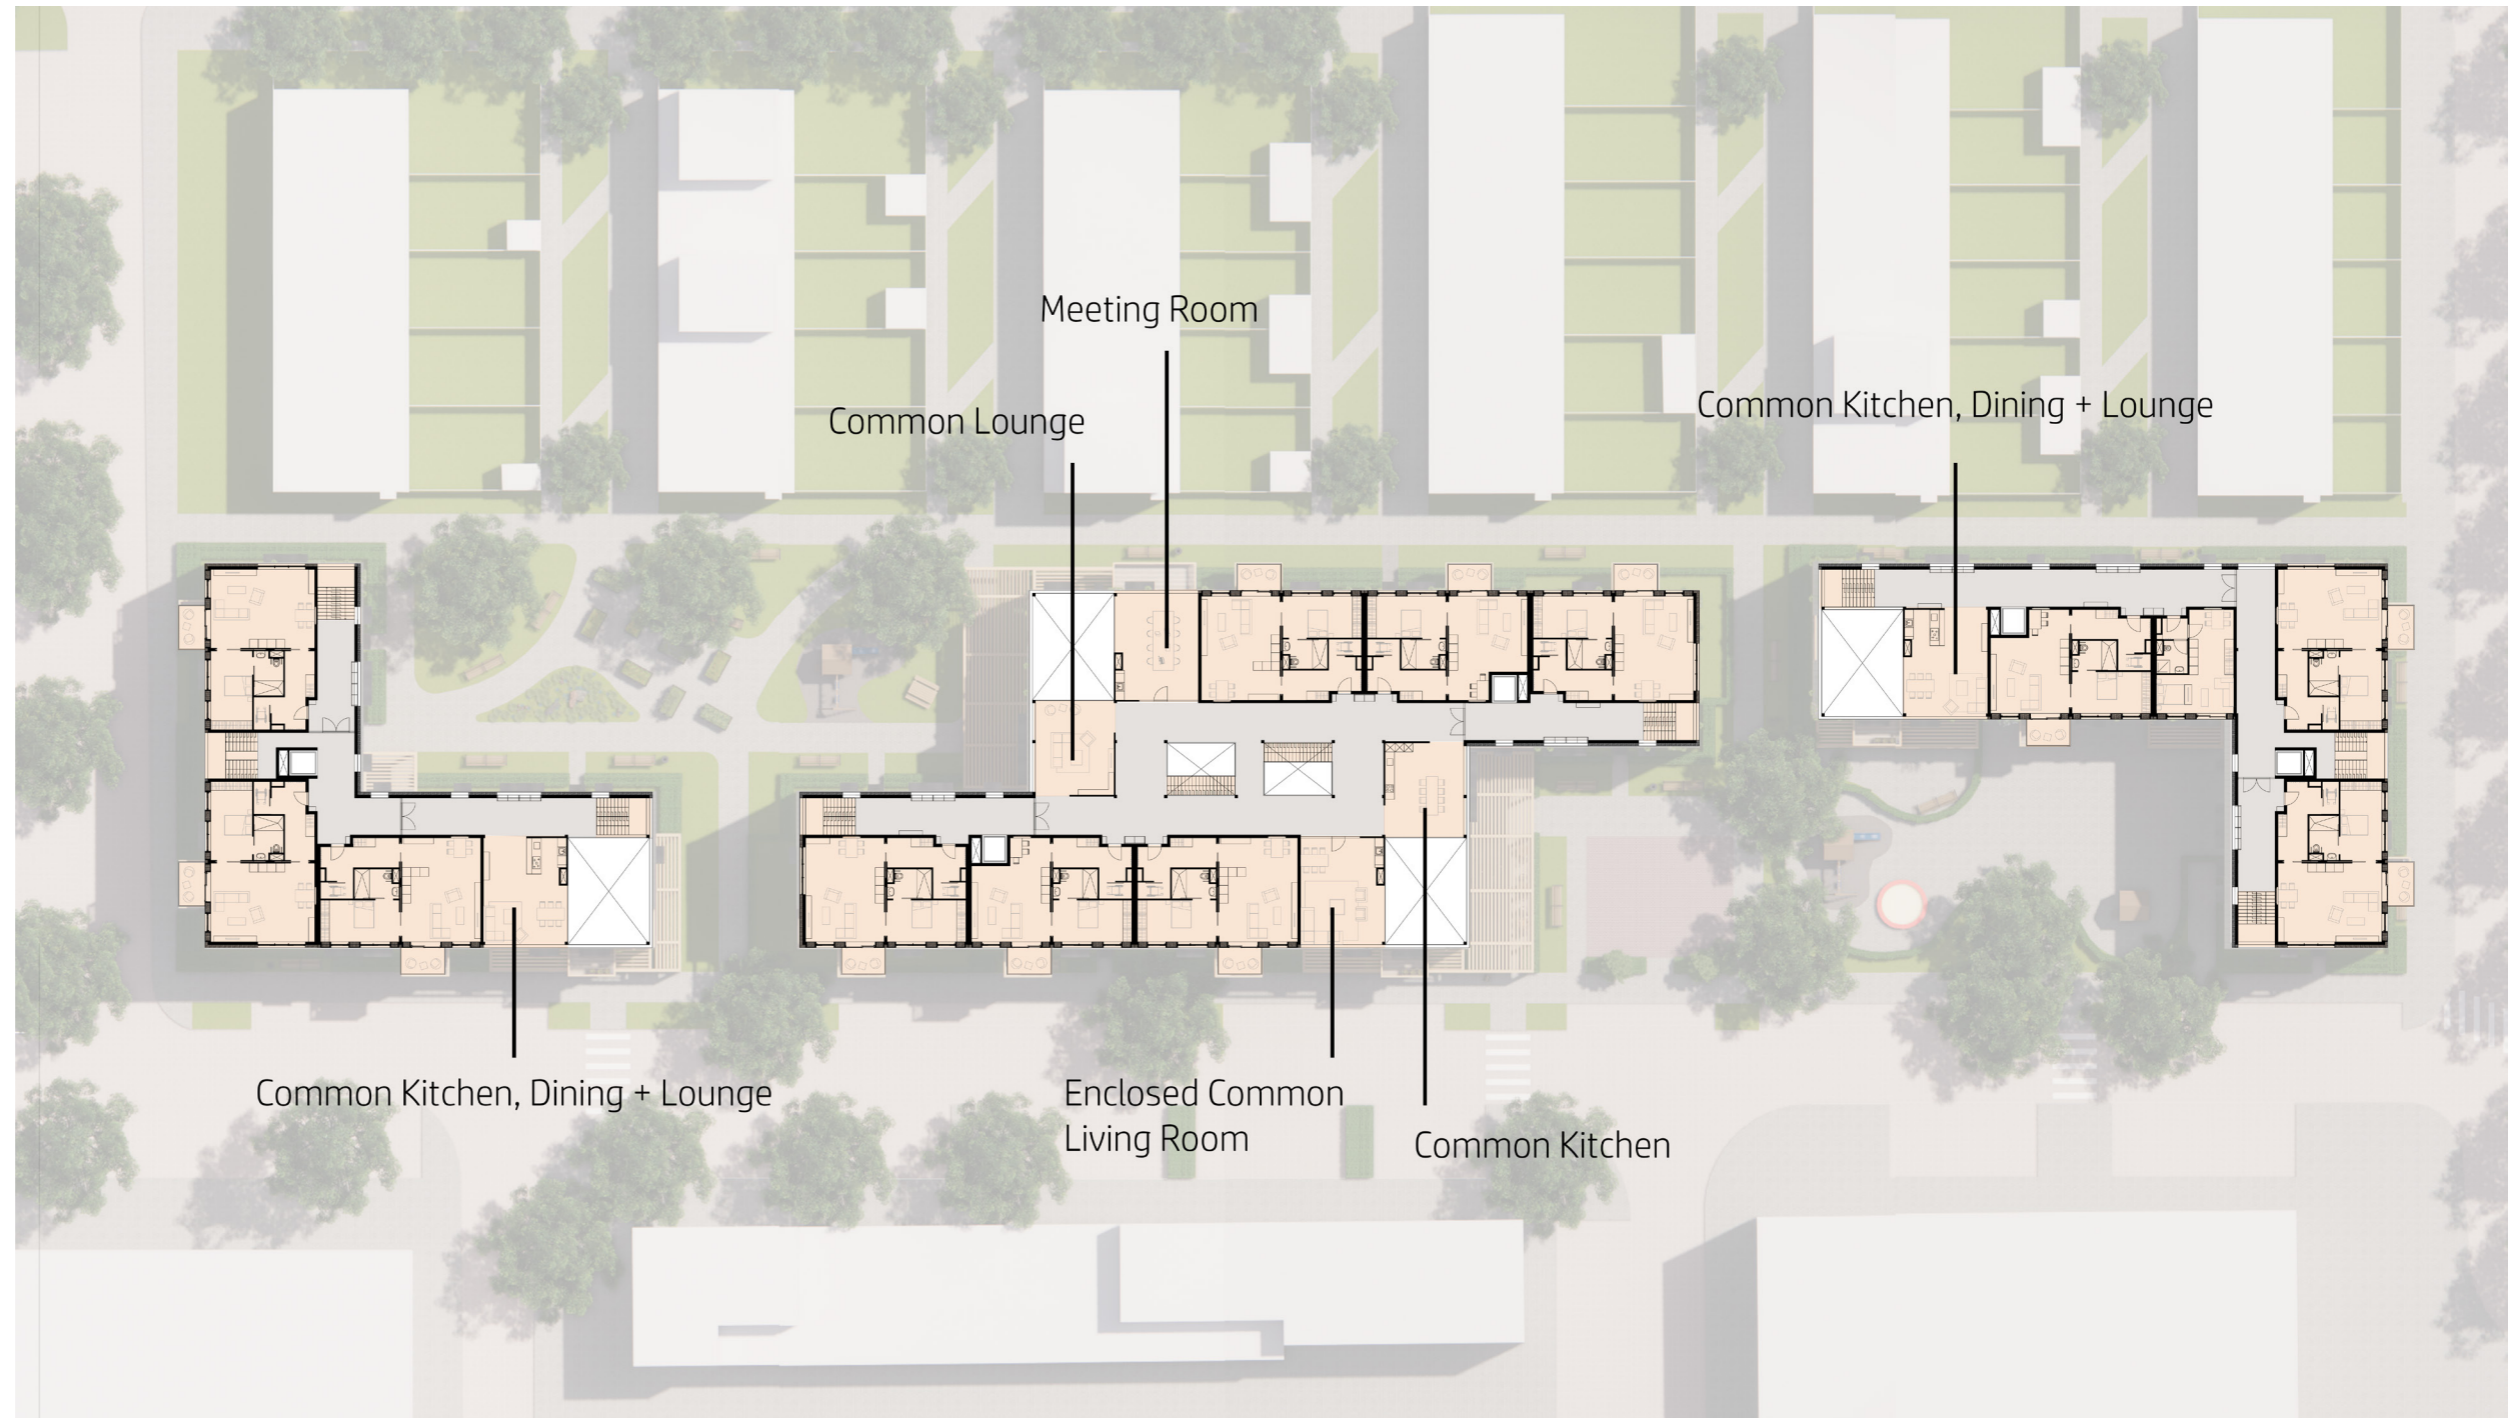 Meeting Room
Common Lounge
Common Kitchen, Dining + Lounge
Common Kitchen, Dining + Lounge
Enclosed Common
Living Room
Common Kitchen